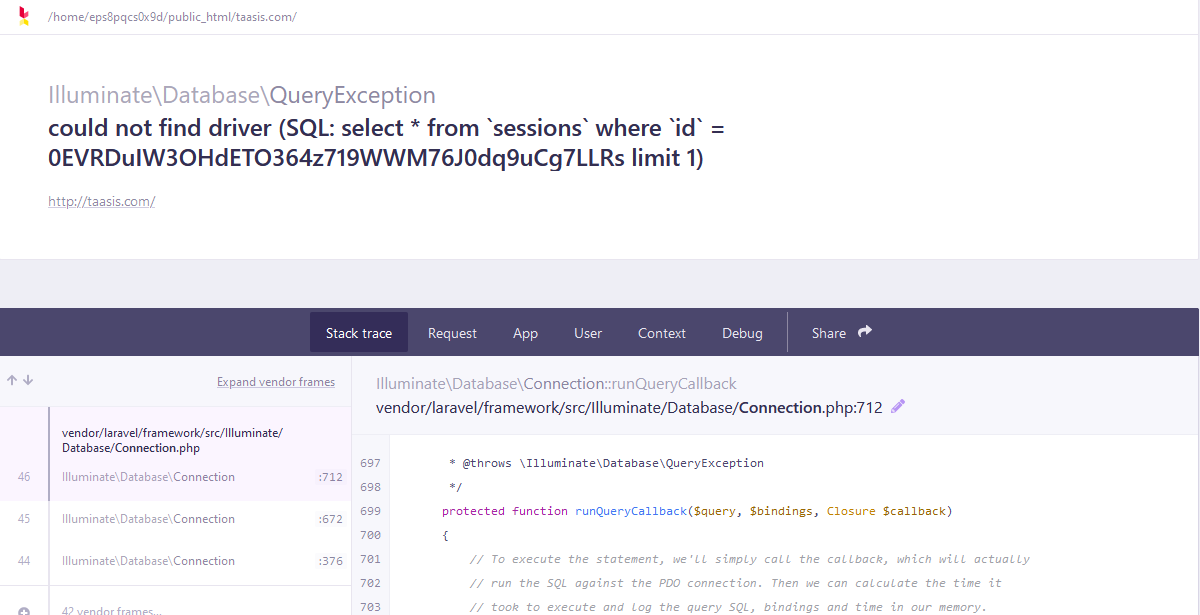 /home/eps8pqcs0x9d/public_html/taasis.com/
Illuminate\Database\QueryException
could not find driver (SQL: select * from `sessions` where `id` =
0EVRDuIW3OHdETO364z719WWM76J0dq9uCg7LLRs limit 1)
http://taasis.com/
Stack trace Request App User Context Debug Share
Expand vendor frames
vendor/laravel/framework/src/Illuminate/
Database/Connection.php
46 Illuminate\Database\Connection :712
45 Illuminate\Database\Connection :672
44 Illuminate\Database\Connection :376
42 vendor frames…
Illuminate\Database\Connection::runQueryCallback
vendor/laravel/framework/src/Illuminate/Database/Connection.php:712
697 * @throws \Illuminate\Database\QueryException
698 */
699 protected function runQueryCallback($query, $bindings, Closure $callback)
700 {
701 // To execute the statement, we'll simply call the callback, which will actually
702 // run the SQL against the PDO connection. Then we can calculate the time it
703 // took to execute and log the query SQL, bindings and time in our memory.